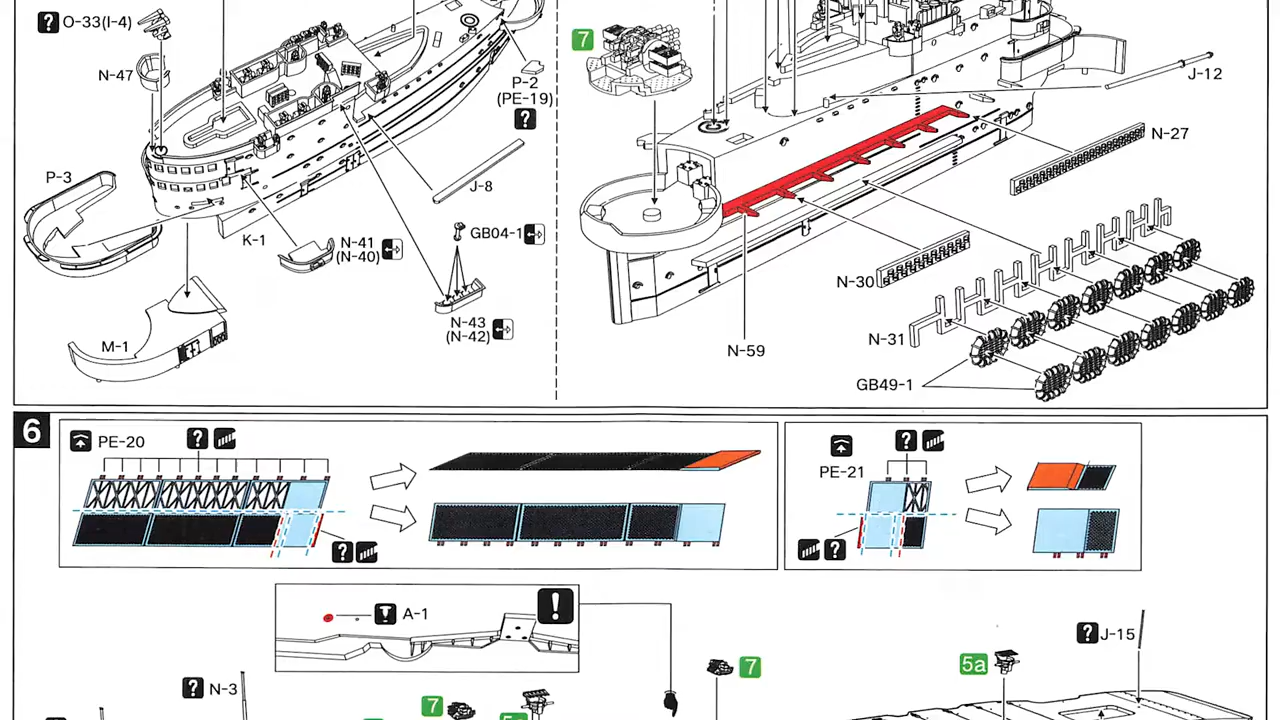 ? O-33(I-4)
N-47
P-2
(PE-19)
?
P-3
J-8
K-1
N-41
(N-40)
GB04-1
N-43
(N-42)
M-1
7
J-12
N-27
N-30
N-31
N-59
GB49-1
6
PE-20
?
?
PE-21
?
?
A-1
!
? J-15
? N-3
7
7
5a